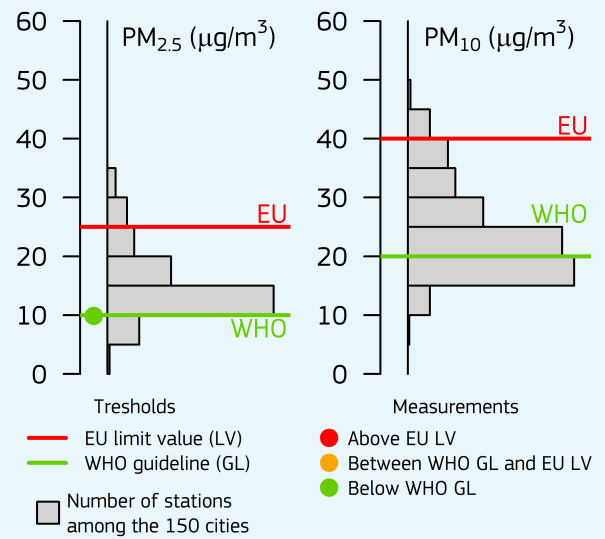 PM2.5 (µg/m³)
60
50
40
30
20
10
0
EU
WHO
PM10 (µg/m³)
60
50
40
30
20
10
0
EU
WHO
Tresholds
EU limit value (LV)
WHO guideline (GL)
Number of stations
among the 150 cities
Measurements
Above EU LV
Between WHO GL and EU LV
Below WHO GL